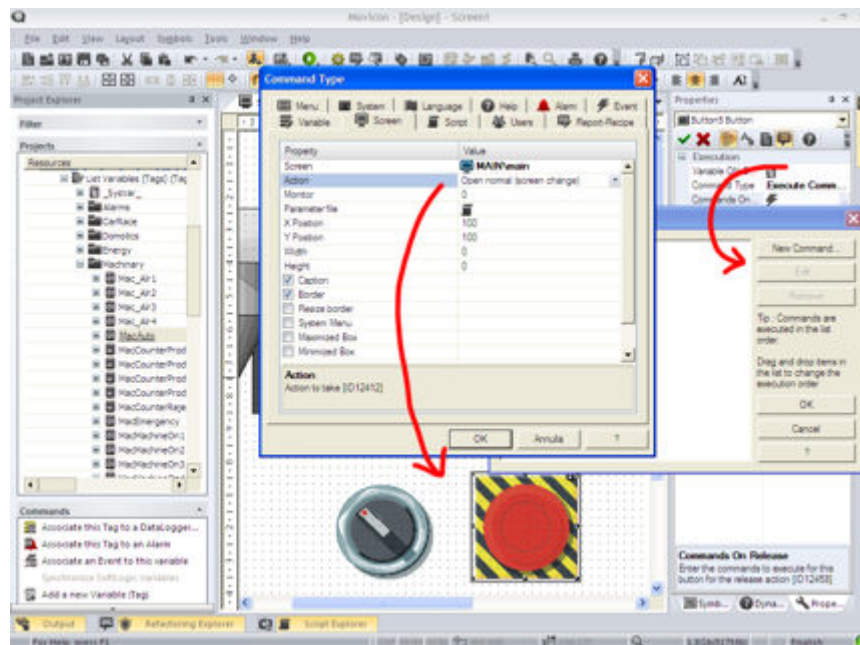 Movicon - [Design] - Screen1
File Edit View Layout Symbols Tools Window Help
Project Explorer
Filter
Projects
Resources
List Variables (Tags) (Tag
_SysVar_
Alarms
CarRace
Domotics
Energy
Machinery
Mac_Air1
Mac_Air2
Mac_Air3
Mac_Air4
MacAuto
MacCounterProd
MacCounterProd
MacCounterProd
MacCounterProd
MacCounterReje
MacEmergency
MacMachineOn1
MacMachineOn2
MacMachineOn3
Commands
Associate this Tag to a DataLogger...
Associate this Tag to an Alarm
Associate an Event to this variable
Synchronize SoftLogic Variables
Add a new Variable (Tag)
Command Type
Menu System Language Help Alarm Event
Variable Screen Script Users Report-Recipe
Property Value
Screen MAIN\main
Action Open normal (screen change)
Monitor 0
Parameter file
X Position 100
Y Position 100
Width 0
Height 0
Caption
Border
Resize border
System Menu
Maximized Box
Minimized Box
Action
Action to take [ID12412]
OK Annulla ?
Properties
Button3 Button
Execution
Command Type Execute Comm...
Commands On
New Command...
Edit
Remove
Tip : Commands are
executed in the list
order.
Drag and drop items in
the list to change the
execution order
OK
Cancel
?
Commands On Release
Enter the commands to execute for this
button for the release action [ID12458]
Symb... Dyna... Prope...
Output Refactoring Explorer Script Explorer
For Help, press F1
English